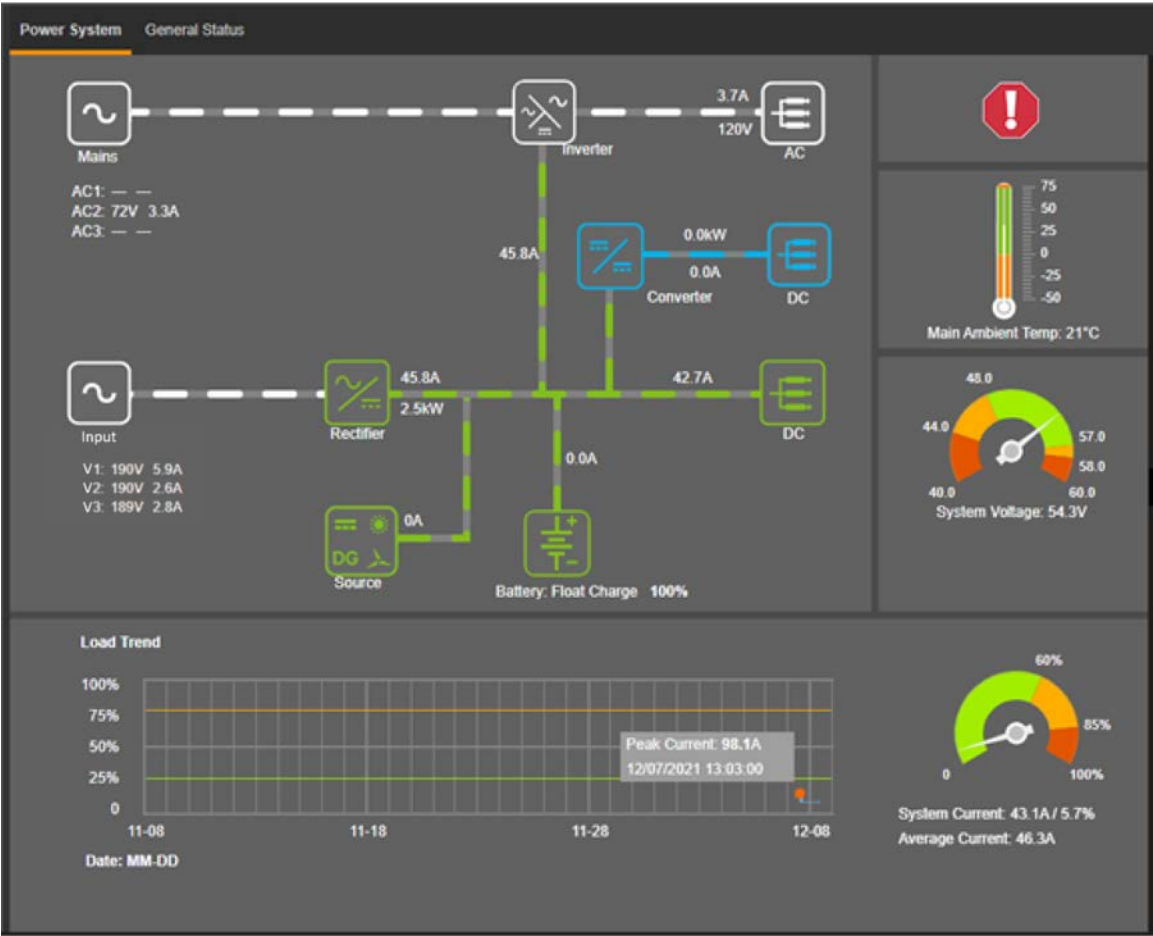 Power System General Status
3.7A
120V
Mains
Inverter
AC
AC1: — —
AC2: 72V 3.3A
AC3: — —
45.8A
0.0kW
0.0A
Converter
DC
45.8A
2.5kW
42.7A
Input
Rectifier
DC
V1: 190V 5.9A
V2: 190V 2.6A
V3: 189V 2.8A
0.0A
0A
DG
Source
Battery: Float Charge 100%
75
50
25
0
-25
-50
Main Ambient Temp: 21°C
48.0
44.0
57.0
58.0
40.0
60.0
System Voltage: 54.3V
Load Trend
100%
75%
50%
25%
0
Peak Current: 98.1A
12/07/2021 13:03:00
11-08
11-18
11-28
12-08
Date: MM-DD
60%
85%
0
100%
System Current: 43.1A / 5.7%
Average Current: 46.3A